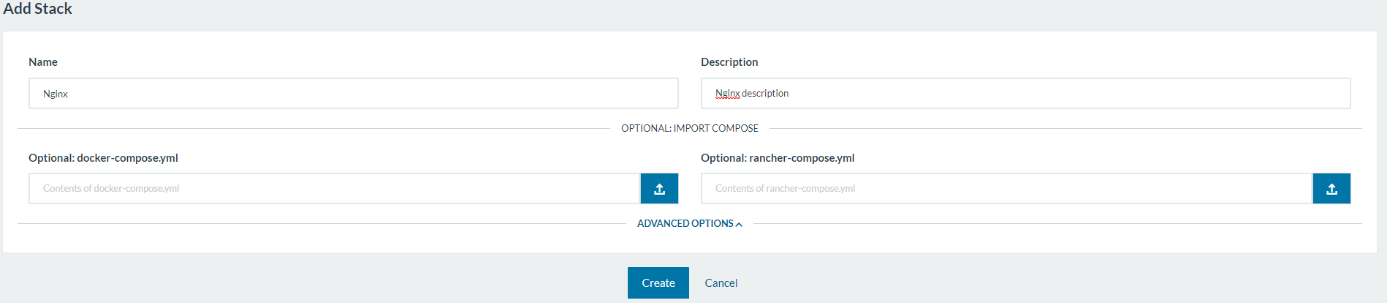 Add Stack
Name
Description
Nginx
Nginx description
OPTIONAL: IMPORT COMPOSE
Optional: docker-compose.yml
Optional: rancher-compose.yml
Contents of docker-compose.yml
Contents of rancher-compose.yml
ADVANCED OPTIONS
Create
Cancel